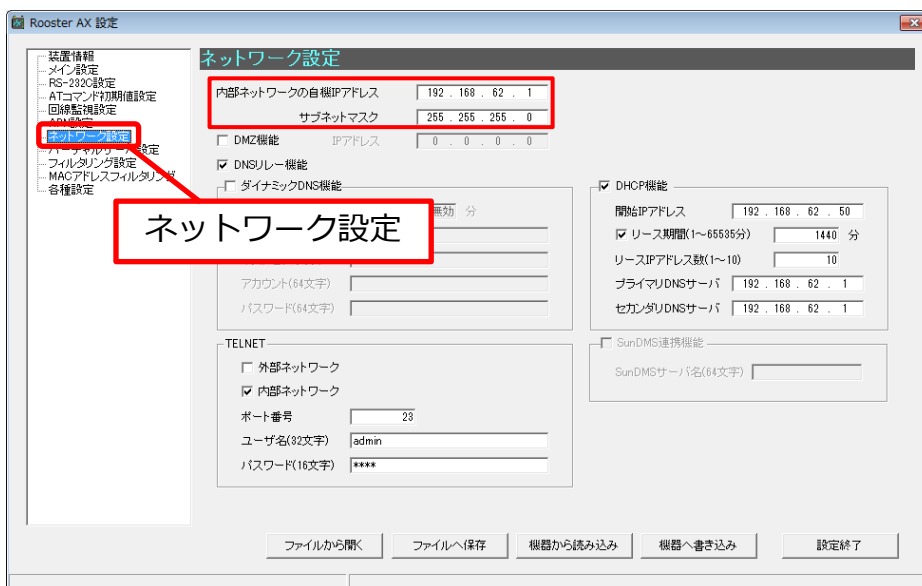 Rooster AX 設定
装置情報
メイン設定
RS-232C設定
ATコマンド初期値設定
回線監視設定
APN設定
ネットワーク設定
バーチャルサーバ設定
フィルタリング設定
MACアドレスフィルタリング
各種設定
ネットワーク設定
ネットワーク設定
内部ネットワークの自機IPアドレス 192 . 168 . 62 . 1
サブネットマスク 255 . 255 . 255 . 0
DMZ機能 IPアドレス 0 . 0 . 0 . 0
DNSリレー機能
ダイナミックDNS機能
無効 分
アカウント(64文字)
パスワード(64文字)
DHCP機能
開始IPアドレス 192 . 168 . 62 . 50
リース期間(1～65535分) 1440 分
リースIPアドレス数(1～10) 10
プライマリDNSサーバ 192 . 168 . 62 . 1
セカンダリDNSサーバ 192 . 168 . 62 . 1
TELNET
外部ネットワーク
内部ネットワーク
ポート番号 23
ユーザ名(32文字) admin
パスワード(16文字) ****
SunDMS連携機能
SunDMSサーバ名(64文字)
ファイルから開く ファイルへ保存 機器から読み込み 機器へ書き込み 設定終了